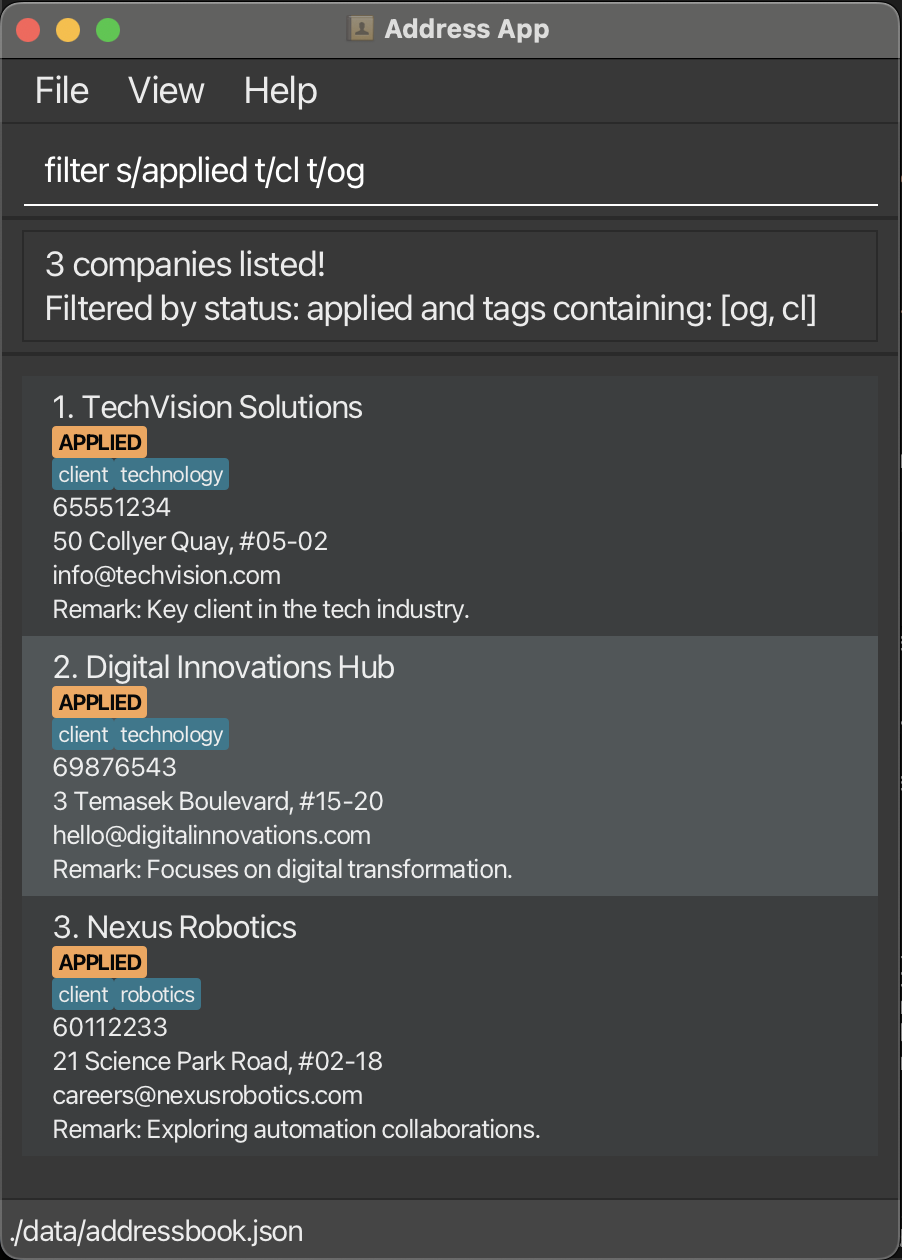 Address App
File View Help
filter s/applied t/cl t/og
3 companies listed!
Filtered by status: applied and tags containing: [og, cl]
1. TechVision Solutions
APPLIED
client technology
65551234
50 Collyer Quay, #05-02
info@techvision.com
Remark: Key client in the tech industry.
2. Digital Innovations Hub
APPLIED
client technology
69876543
3 Temasek Boulevard, #15-20
hello@digitalinnovations.com
Remark: Focuses on digital transformation.
3. Nexus Robotics
APPLIED
client robotics
60112233
21 Science Park Road, #02-18
careers@nexusrobotics.com
Remark: Exploring automation collaborations.
./data/addressbook.json